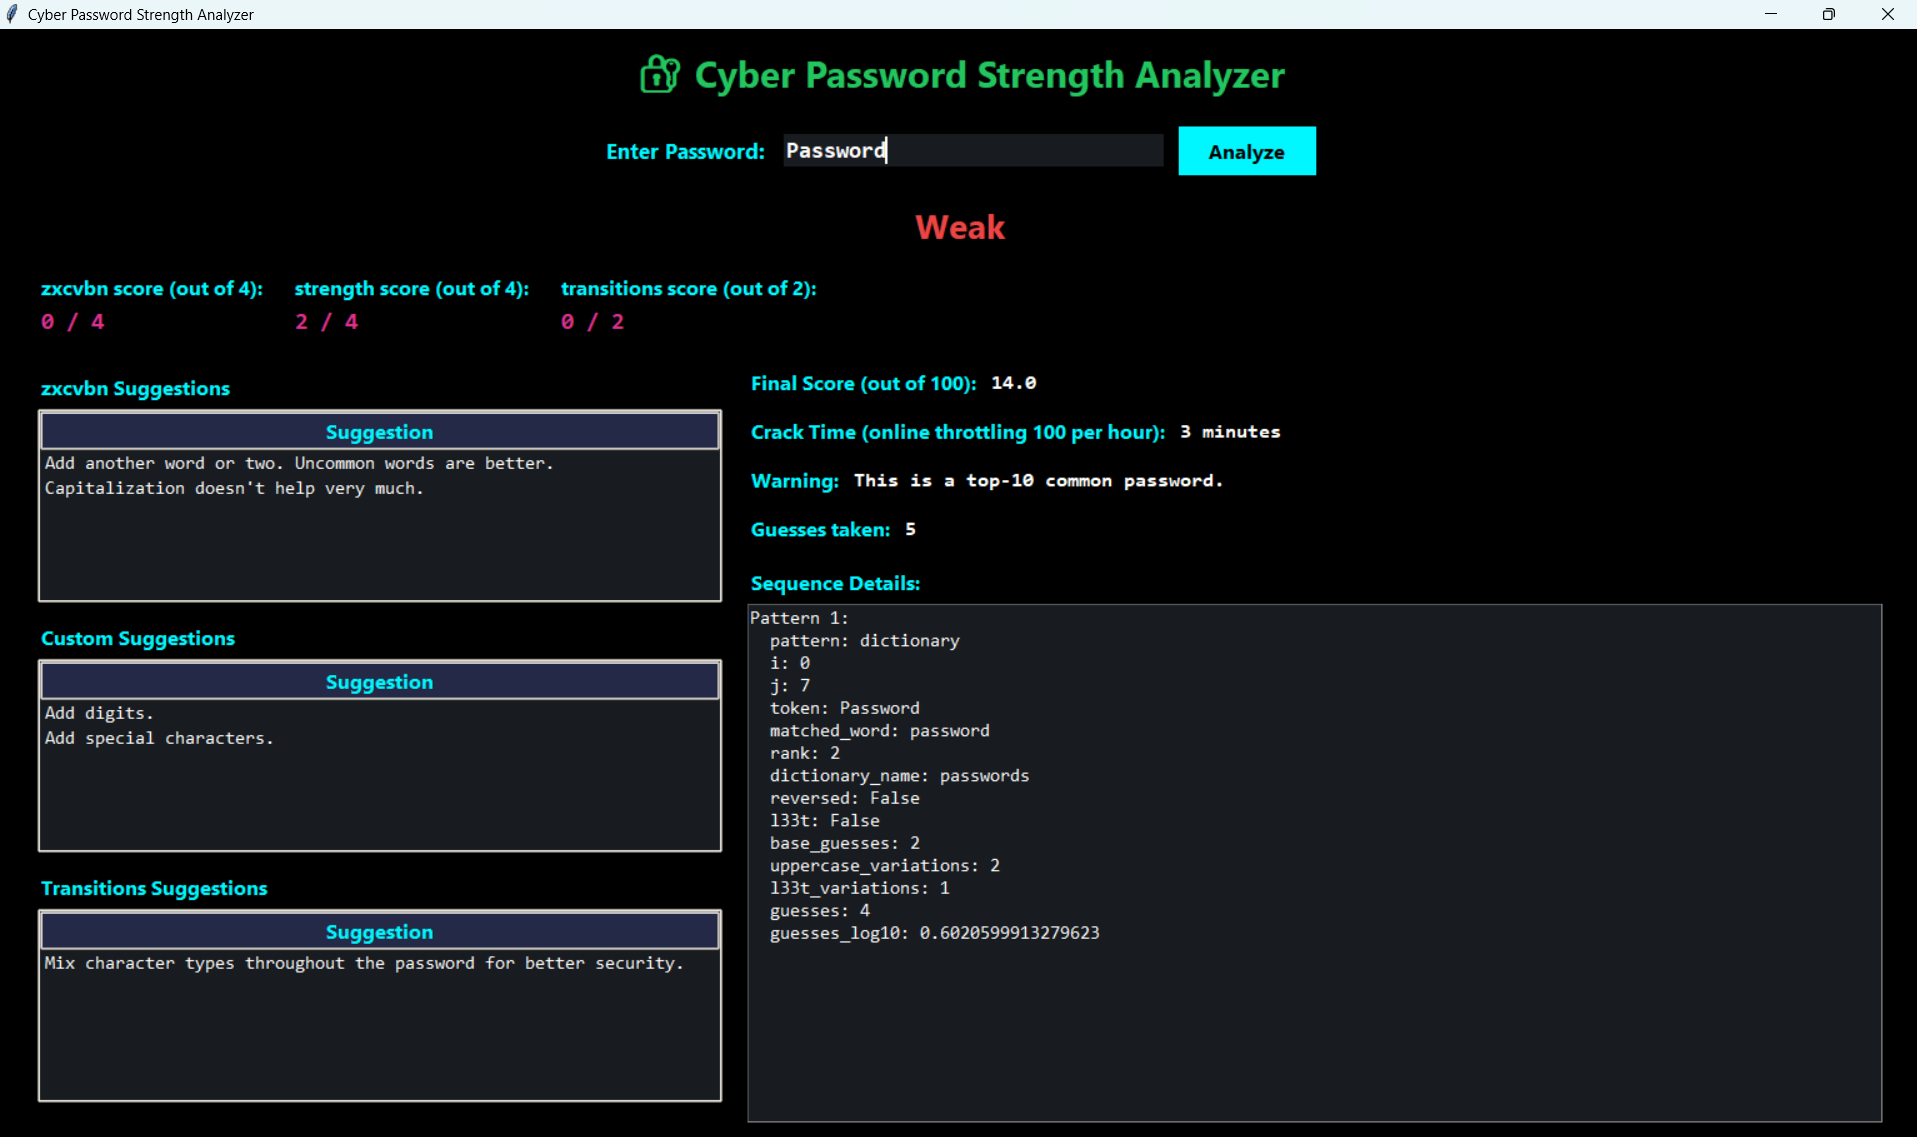 Cyber Password Strength Analyzer
Cyber Password Strength Analyzer
Enter Password: Password Analyze
Weak
zxcvbn score (out of 4): strength score (out of 4): transitions score (out of 2):
0 / 4 2 / 4 0 / 2
zxcvbn Suggestions
Suggestion
Add another word or two. Uncommon words are better.
Capitalization doesn't help very much.
Custom Suggestions
Suggestion
Add digits.
Add special characters.
Transitions Suggestions
Suggestion
Mix character types throughout the password for better security.
Final Score (out of 100): 14.0
Crack Time (online throttling 100 per hour): 3 minutes
Warning: This is a top-10 common password.
Guesses taken: 5
Sequence Details:
Pattern 1:
pattern: dictionary
i: 0
j: 7
token: Password
matched_word: password
rank: 2
dictionary_name: passwords
reversed: False
l33t: False
base_guesses: 2
uppercase_variations: 2
l33t_variations: 1
guesses: 4
guesses_log10: 0.6020599913279623